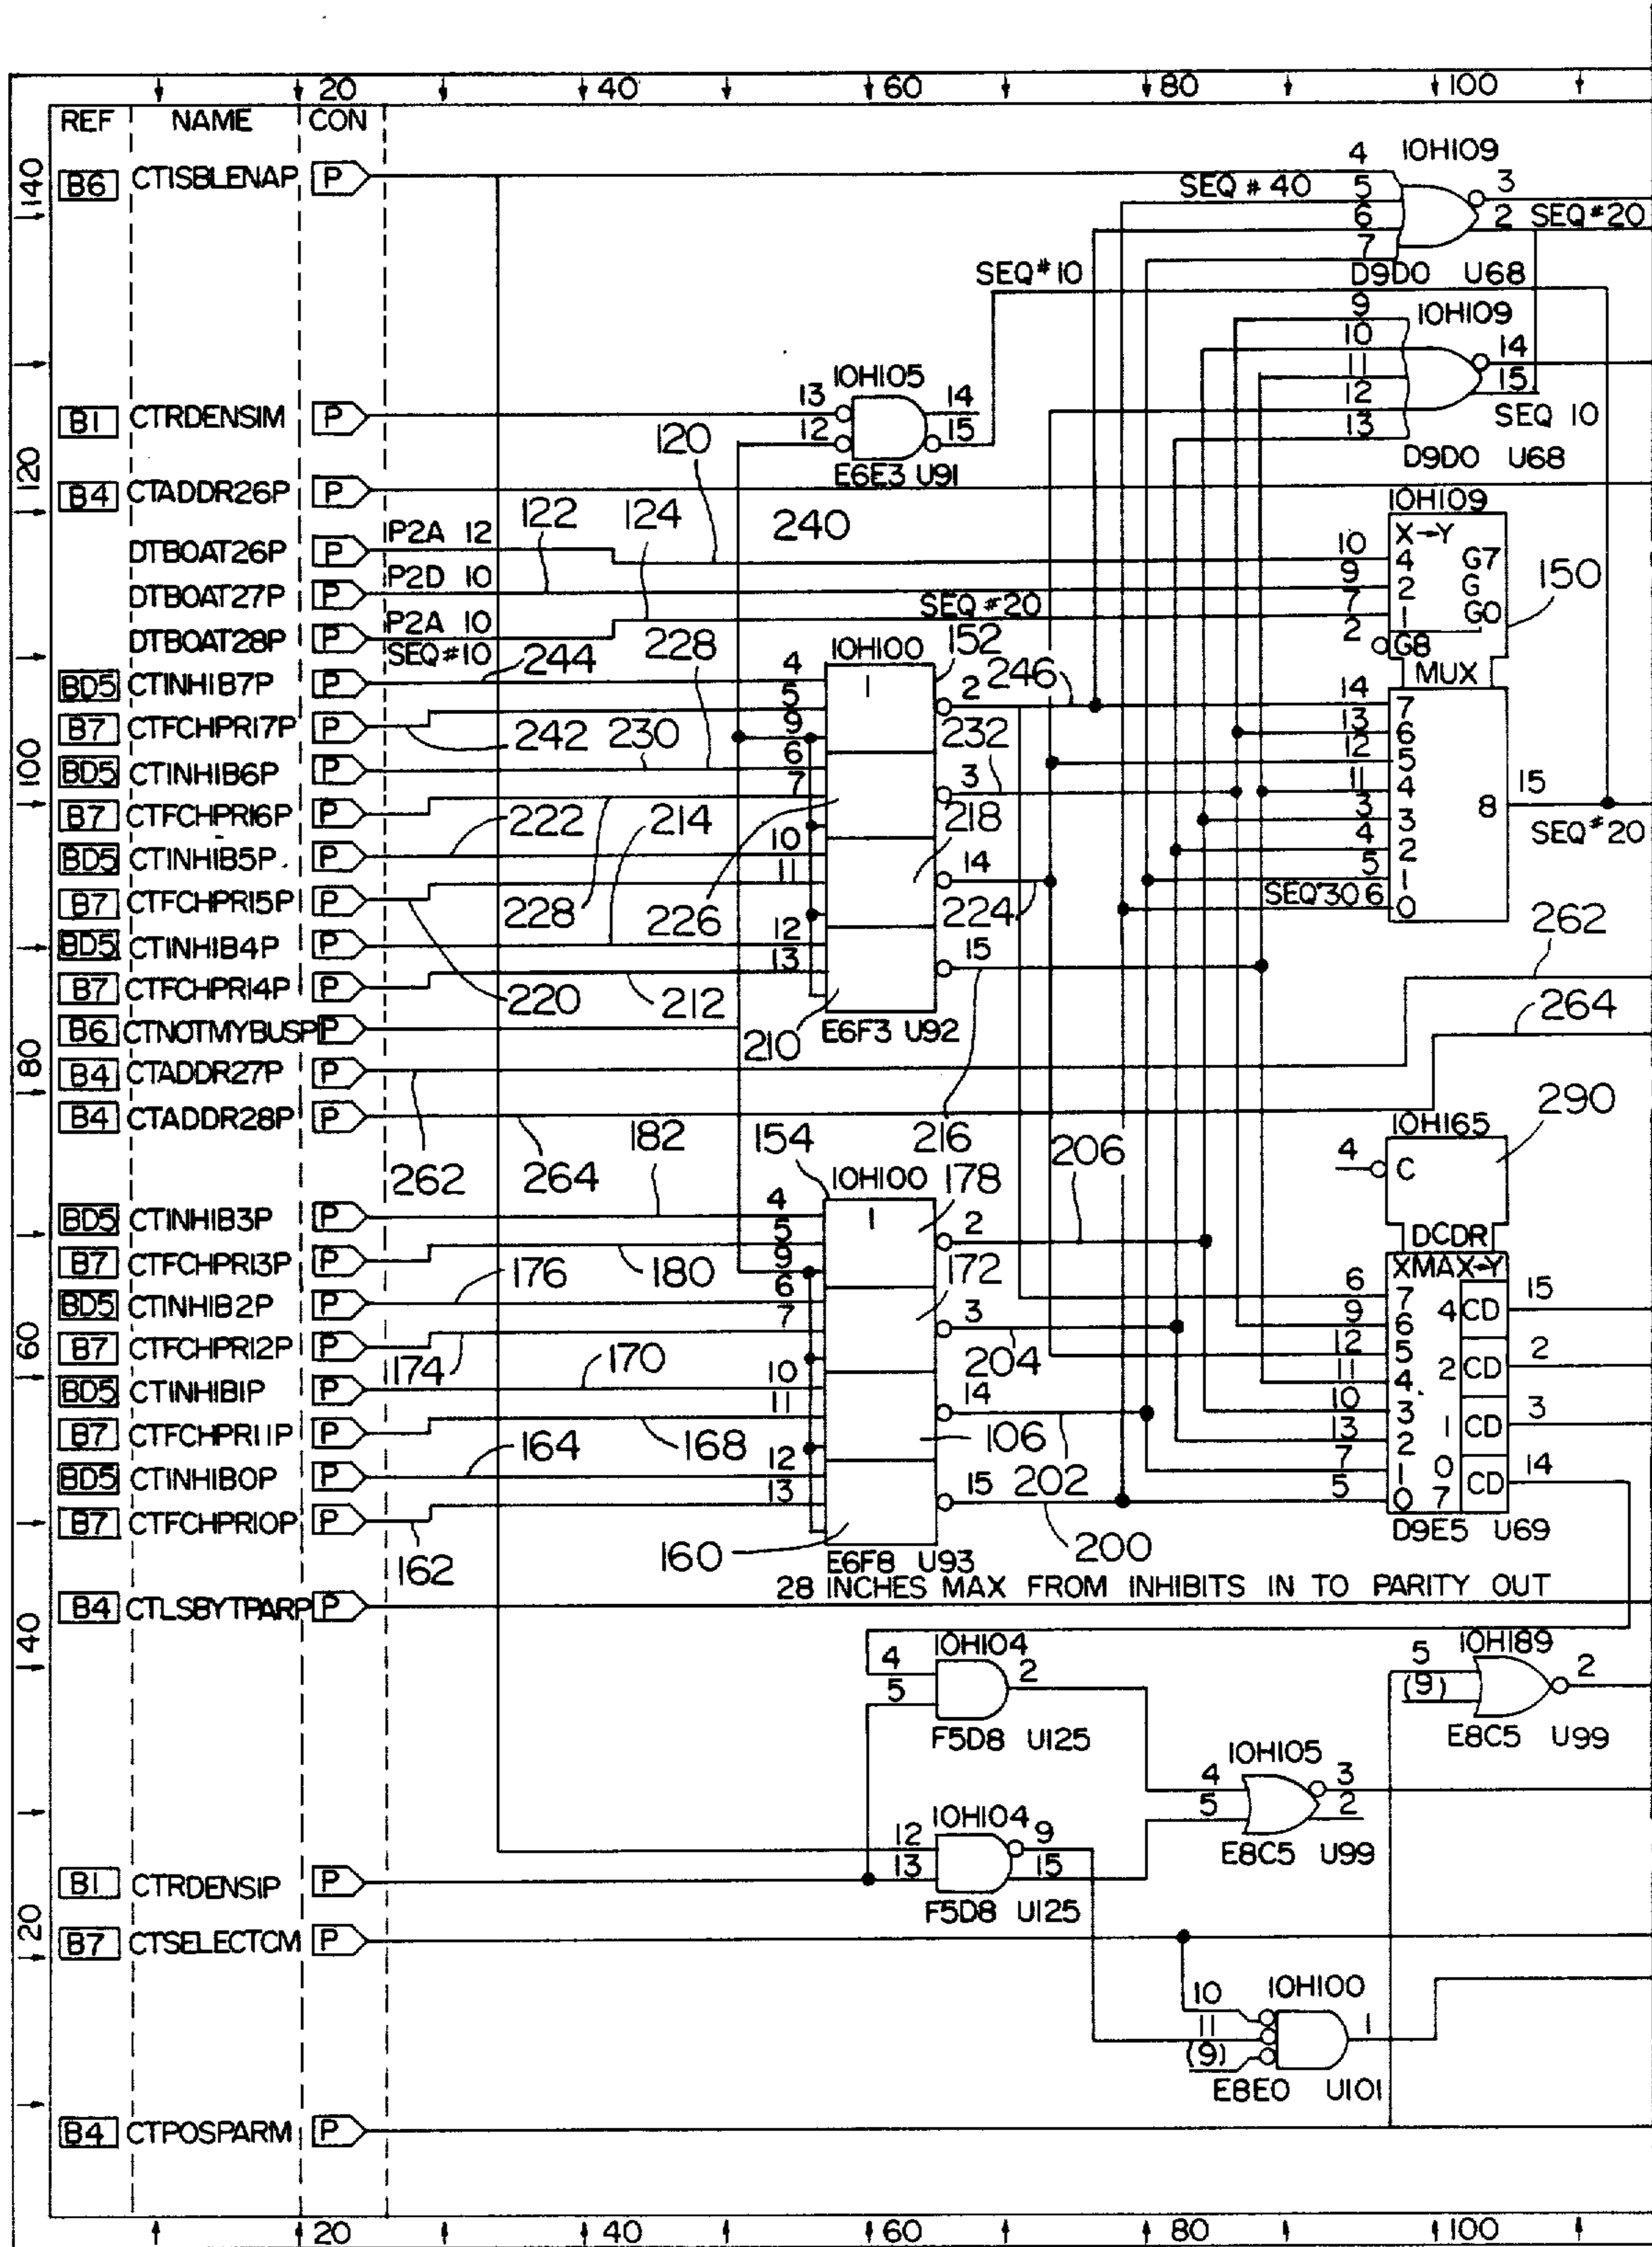 20 40 60 80 100
REF NAME CON
140
B6 CTISBLENAP P
4 10H109
SEQ # 40 5 3
6 2 SEQ#20
7
D9D0 U68
SEQ#10
9 10H109
10 14
11 15
12 SEQ 10
13
D9D0 U68
10H105
B1 CTRDENSIM P 13 14
12 15
E6E3 U91
120
120
B4 CTADDR26P P
122 124 240
10H109
DTBOAT26P P P2A 12 10 4 X→Y G7
DTBOAT27P P P2D 10 9 2 G 150
SEQ #20 7 1 G0
DTBOAT28P P P2A 10 2 G8
SEQ#10 244 228 10H100 152
MUX
BD5 CTINHIB7P P 4 1 2 246 14 7
B7 CTFCHPRI7P P 5 13 6
9 12 5
242 230 232
100
BD5 CTINHIB6P P 6 3 11 4
B7 CTFCHPRI6P P 7 3 3 8 15
222 214 218 SEQ#20
BD5 CTINHIB5P P 10 14 4 2
B7 CTFCHPRI5P P 11 5 1
SEQ'30 6 0
228 226 224
BD5 CTINHIB4P P 12 15
262
B7 CTFCHPRI4P P 13
220 212
B6 CTNOTMYBUSP P
210 E6F3 U92
264
80
B4 CTADDR27P P
B4 CTADDR28P P
262 264 182 154 216 206
10H165 290
4 C
10H100 178
DCDR
BD5 CTINHIB3P P 4 1 2
B7 CTFCHPRI3P P 5
9
176 180 172
XMAX→Y
BD5 CTINHIB2P P 6 3 6 7 4 CD 15
B7 CTFCHPRI2P P 7 9 6
60
174 170 204 12 5 2 CD 2
BD5 CTINHIB1P P 10 14 11 4
B7 CTFCHPRI1P P 11 10 3 1 CD 3
164 168 106 13 2
BD5 CTINHIB0P P 12 15 202 7 1 0
B7 CTFCHPRI0P P 13 5 0 7 CD 14
D9E5 U69
162 160 E6F8 U93 200
28 INCHES MAX FROM INHIBITS IN TO PARITY OUT
B4 CTLSBYTPARP P
40
10H104 10H189
4 2 5 2
5 (9)
F5D8 U125 E8C5 U99
10H105
4 3
5 2
E8C5 U99
10H104
12 9
B1 CTRDENSIP P 13 15
F5D8 U125
20
B7 CTSELECTCM P
10H100
10
11 1
(9)
E8E0 U101
B4 CTPOSPARM P
20 40 60 80 100